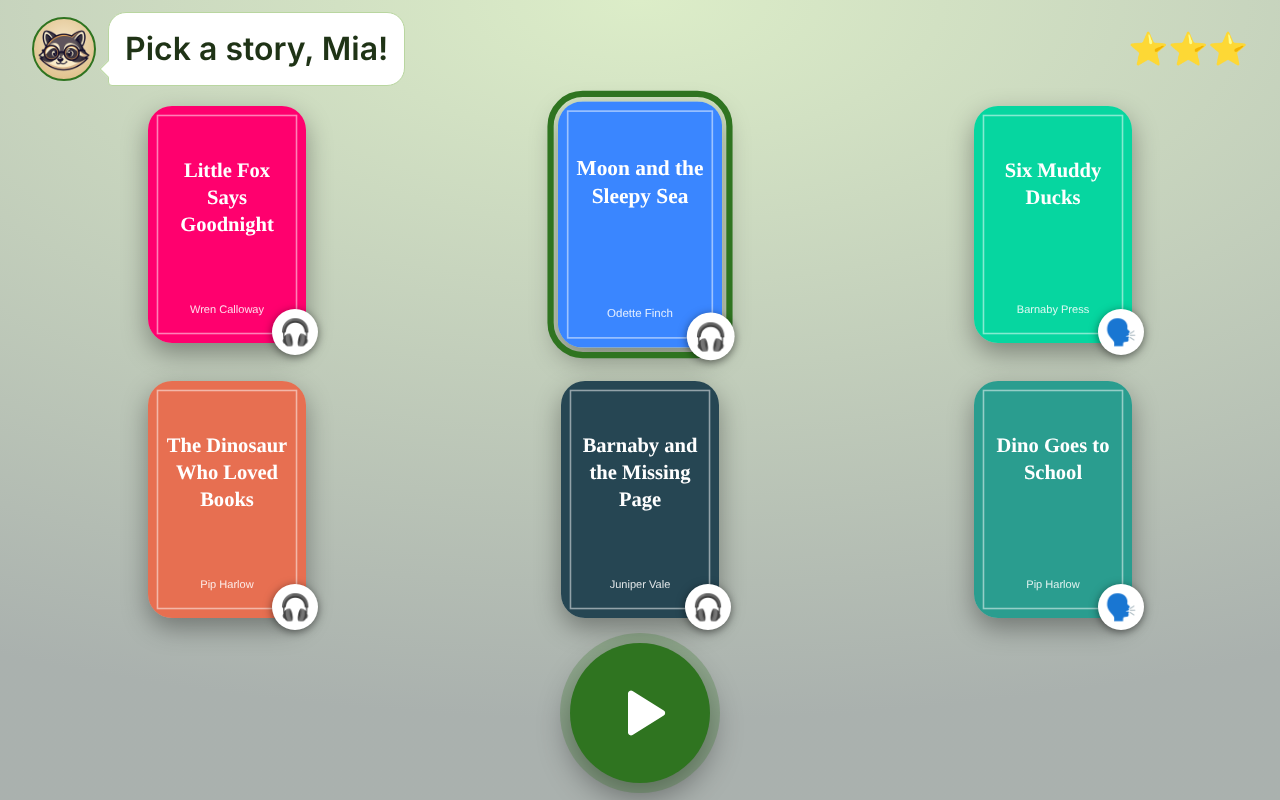 Pick a story, Mia!
Little Fox
Says
Goodnight
Wren Calloway
Moon and the
Sleepy Sea
Odette Finch
Six Muddy
Ducks
Barnaby Press
The Dinosaur
Who Loved
Books
Pip Harlow
Barnaby and
the Missing
Page
Juniper Vale
Dino Goes to
School
Pip Harlow